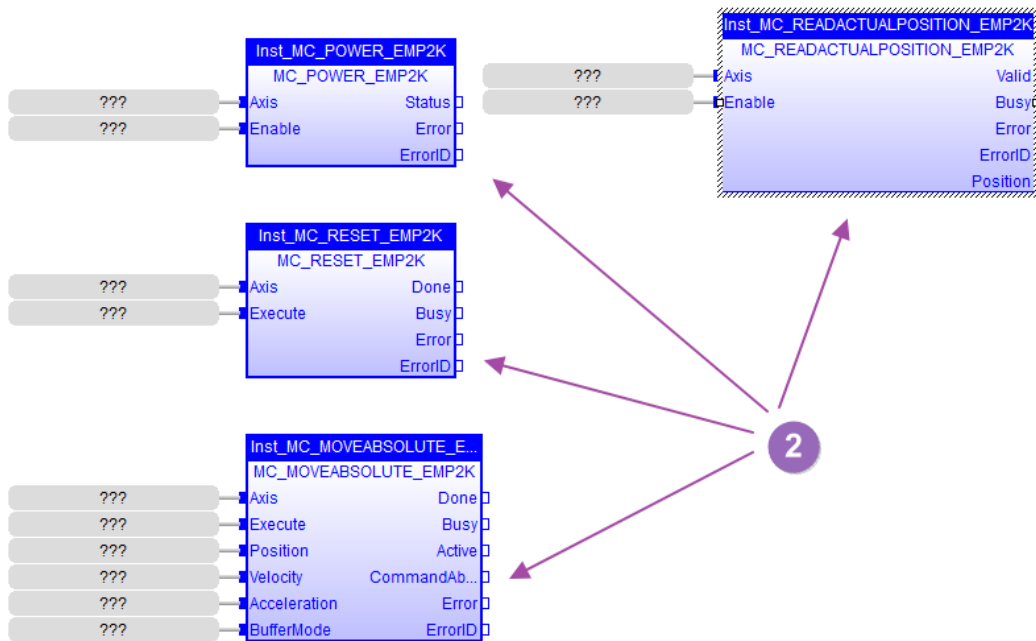 Inst_MC_POWER_EMP2K
MC_POWER_EMP2K
??? Axis Status
??? Enable Error
ErrorID
Inst_MC_READACTUALPOSITION_EMP2K
MC_READACTUALPOSITION_EMP2K
??? Axis Valid
??? Enable Busy
Error
ErrorID
Position
Inst_MC_RESET_EMP2K
MC_RESET_EMP2K
??? Axis Done
??? Execute Busy
Error
ErrorID
2
Inst_MC_MOVEABSOLUTE_E...
MC_MOVEABSOLUTE_EMP2K
??? Axis Done
??? Execute Busy
??? Position Active
??? Velocity CommandAb...
??? Acceleration Error
??? BufferMode ErrorID